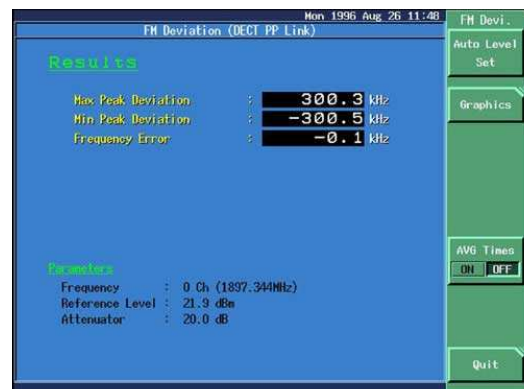 Mon 1996 Aug 26 11:48
FM Deviation (DECT PP Link)
FM Devi.
Auto Level
Set
Results
Max Peak Deviation : 300.3 kHz
Graphics
Min Peak Deviation : -300.5 kHz
Frequency Error : -0.1 kHz
AVG Times
ON OFF
Parameters
Frequency : 0 Ch (1897.344MHz)
Reference Level : 21.9 dBm
Attenuator : 20.0 dB
Quit